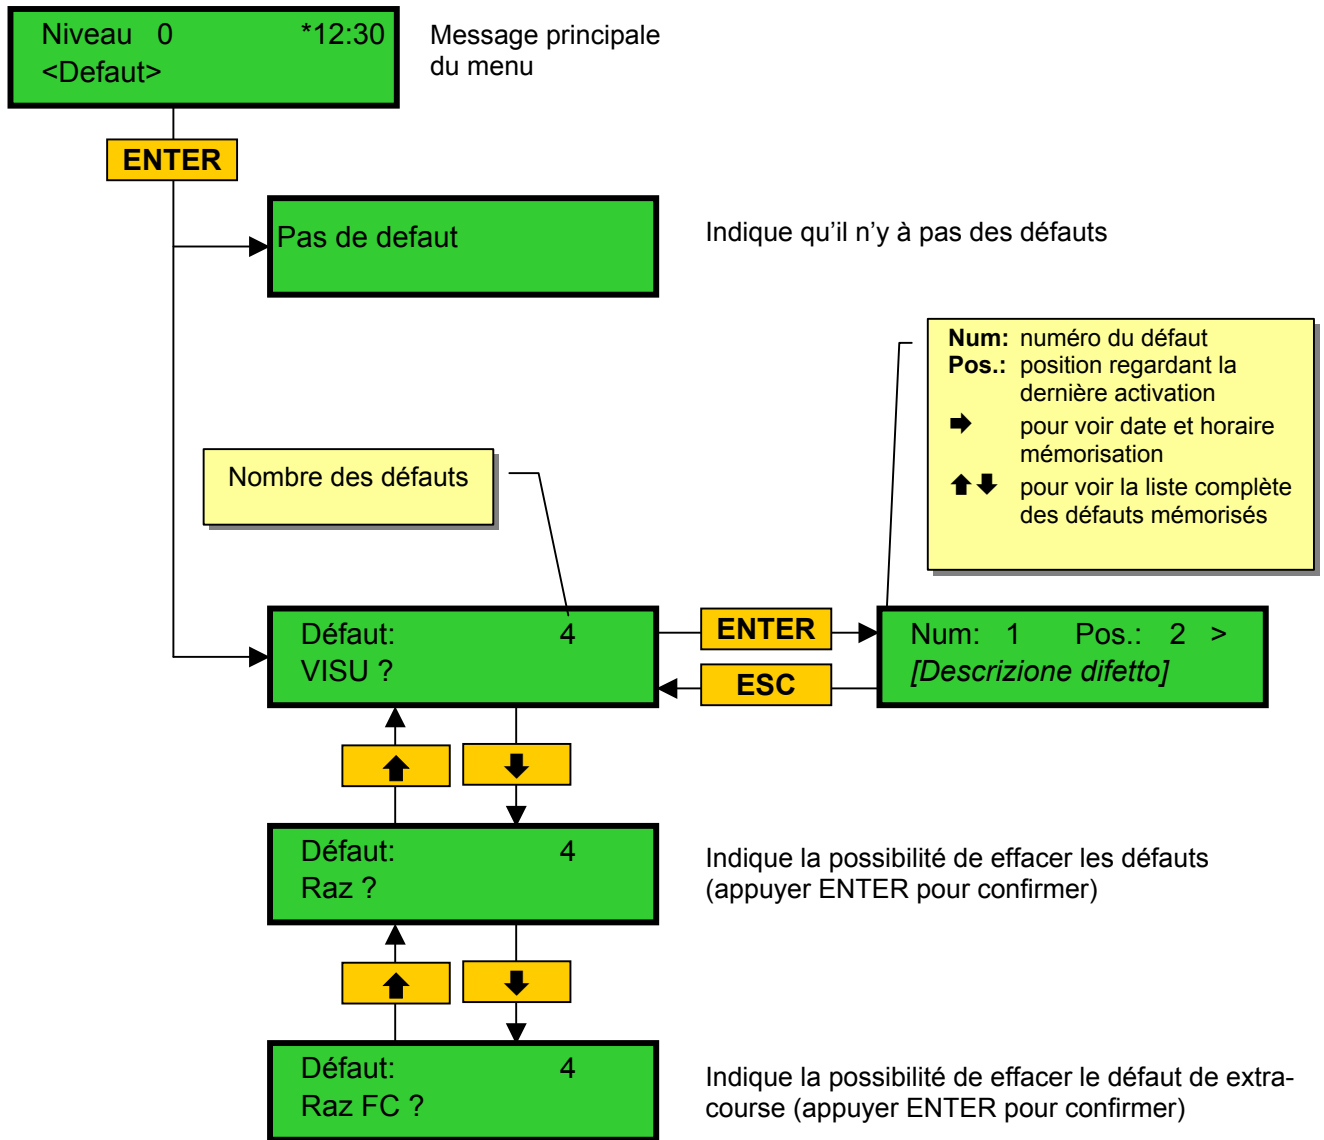 Niveau 0 *12:30
<Defaut>
Message principale
du menu
ENTER
Pas de defaut
Indique qu'il n'y à pas des défauts
Num: numéro du défaut
Pos.: position regardant la
dernière activation
➡ pour voir date et horaire
mémorisation
⬆⬇ pour voir la liste complète
des défauts mémorisés
Nombre des défauts
Défaut: 4
VISU ?
ENTER
ESC
Num: 1 Pos.: 2 >
[Descrizione difetto]
⬆ ⬇
Défaut: 4
Raz ?
Indique la possibilité de effacer les défauts
(appuyer ENTER pour confirmer)
⬆ ⬇
Défaut: 4
Raz FC ?
Indique la possibilité de effacer le défaut de extra-
course (appuyer ENTER pour confirmer)